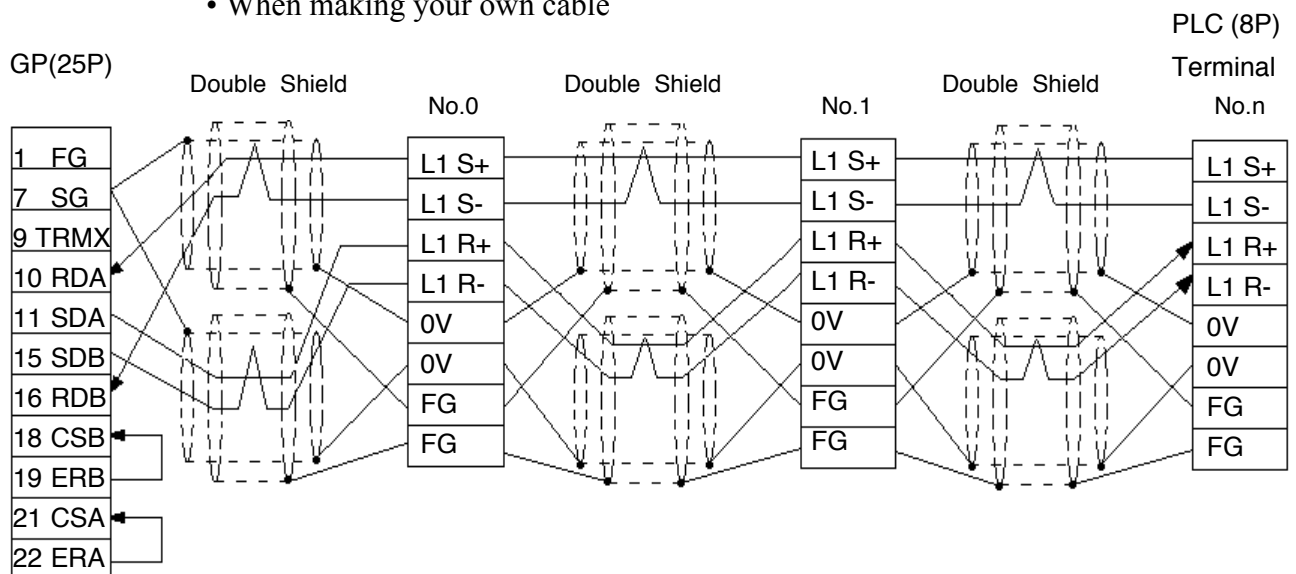 • When making your own cable
PLC (8P)
GP(25P)
Terminal
Double Shield
Double Shield
Double Shield
No.0
No.1
No.n
1 FG
7 SG
9 TRMX
10 RDA
11 SDA
15 SDB
16 RDB
18 CSB
19 ERB
21 CSA
22 ERA
L1 S+
L1 S-
L1 R+
L1 R-
0V
0V
FG
FG
L1 S+
L1 S-
L1 R+
L1 R-
0V
0V
FG
FG
L1 S+
L1 S-
L1 R+
L1 R-
0V
0V
FG
FG